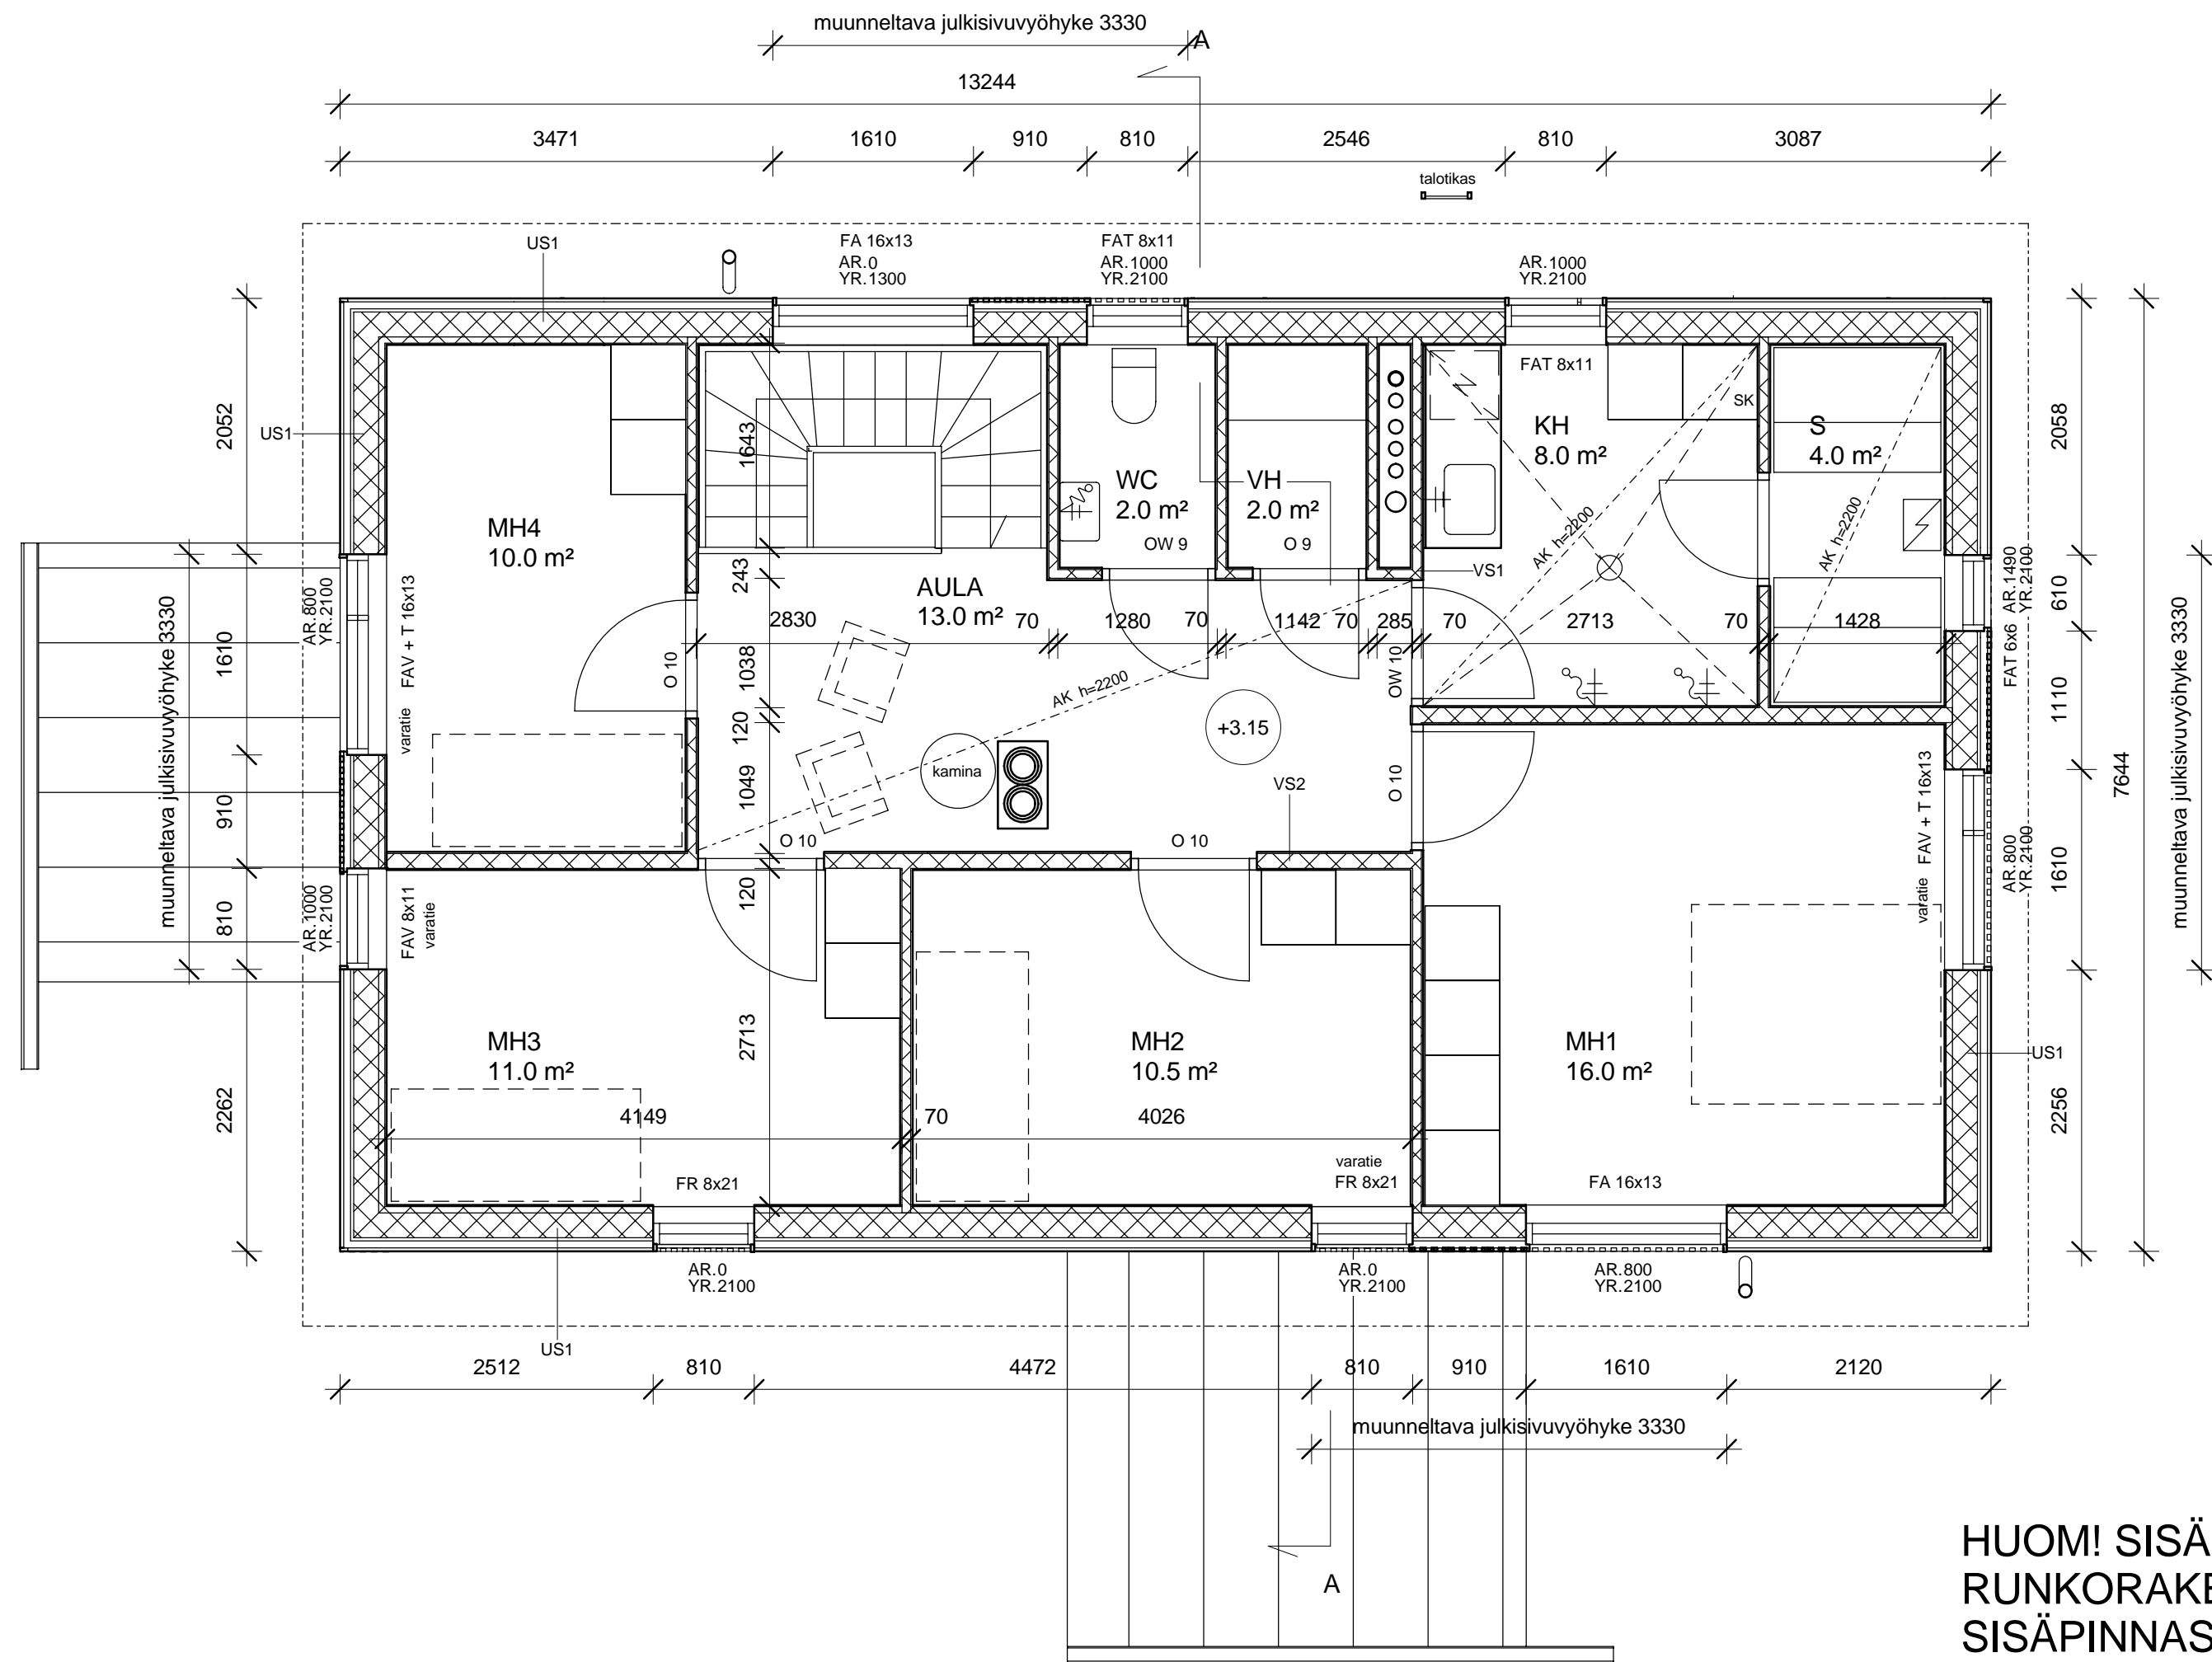 muunneltava julkisivuvyöhyke 3330
A
13244
3471 1610 910 810 2546 810 3087
talotikas
US1
FA 16x13
AR.0
YR.1300
FAT 8x11
AR.1000
YR.2100
AR.1000
YR.2100
FAT 8x11
2052
US1
1643
WC
2.0 m²
VH
2.0 m²
KH
8.0 m²
SK
S
4.0 m²
2058
MH4
10.0 m²
OW 9
O 9
VS1
AK h=2200
AK h=2200
243
AULA
13.0 m²
2830 70 1280 70 1142 70 285 70 2713 70 1428
AR.800
YR.2100
varatie FAV + T 16x13
O 10
1038
AK h=2200
OW 10
FAT 6x6 AR.1490
YR.2100
610
1110
muunneltava julkisivuvyöhyke 3330
1610
910
810
2262
120
+3.15
kamina
1049
VS2
O 10
O 10
O 10
120
varatie FAV + T 16x13
AR.800
YR.2100
1610
7644
muunneltava julkisivuvyöhyke 3330
AR.1000
YR.2100
FAV 8x11
varatie
2713
MH3
11.0 m²
MH2
10.5 m²
MH1
16.0 m²
US1
2256
4149 70 4026
FR 8x21
varatie
FR 8x21
FA 16x13
AR.0
YR.2100
AR.0
YR.2100
AR.800
YR.2100
US1
2512 810 4472 810 910 1610 2120
muunneltava julkisivuvyöhyke 3330
A
HUOM! SISÄ
RUNKORAKE
SISÄPINNAS